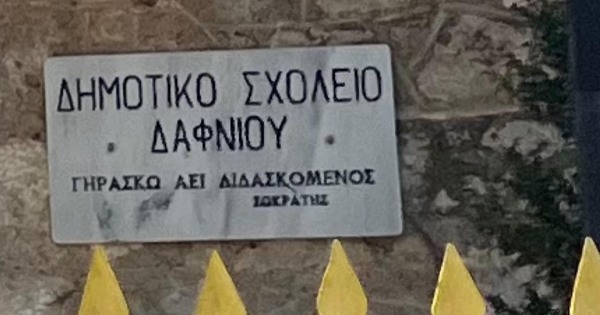 ΔΗΜΟΤΙΚΟ ΣΧΟΛΕΙΟ
ΔΑΦΝΙΟΥ
ΓΗΡΑΣΚΩ ΑΕΙ ΔΙΔΑΣΚΟΜΕΝΟΣ
ΣΩΚΡΑΤΗΣ